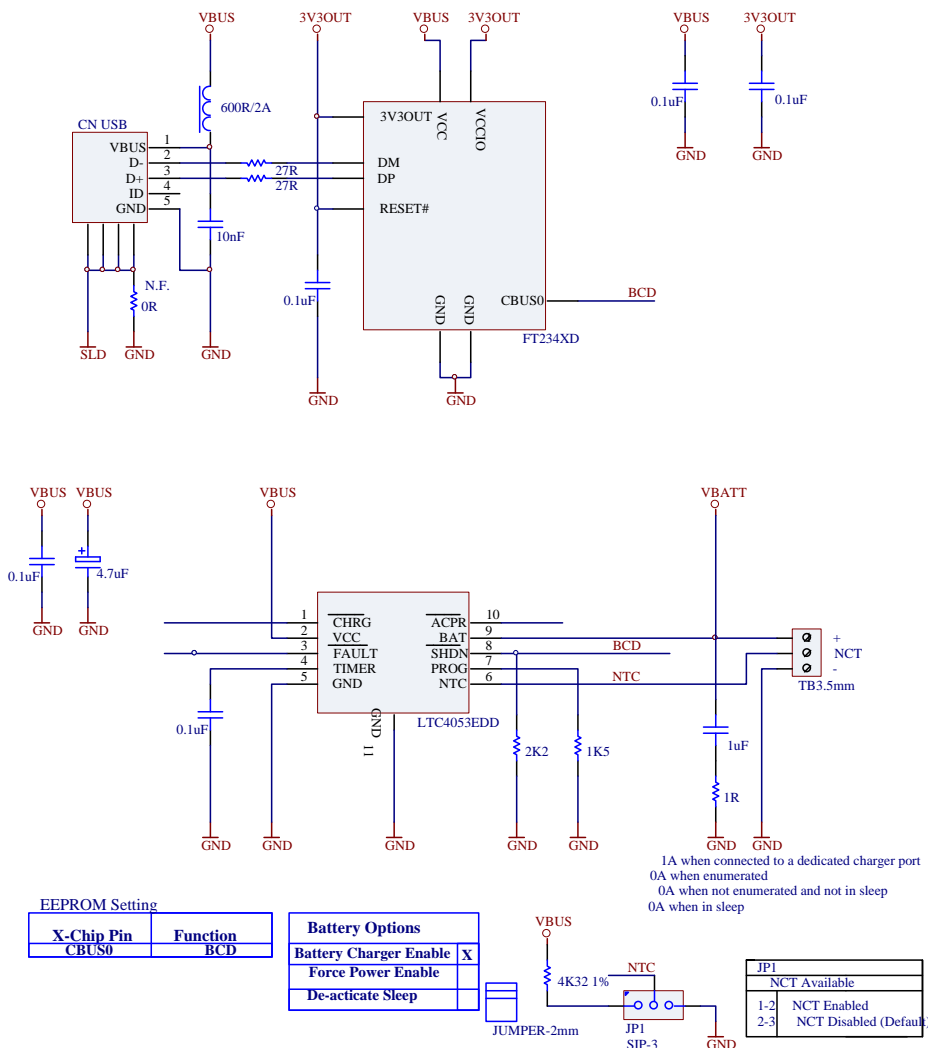 VBUS 3V3OUT VBUS 3V3OUT VBUS 3V3OUT
600R/2A
0.1uF 0.1uF
3V3OUT
VCC
VCCIO
CN USB
VBUS 1
D- 2
D+ 3
ID 4
GND 5
27R
27R
DM
DP
RESET#
GND GND
10nF
N.F.
0R
0.1uF
GND
GND
CBUS0 BCD
FT234XD
SLD GND GND
GND GND
VBUS VBUS VBUS VBATT
0.1uF
4.7uF
GND GND
1 CHRG ACPR 10
2 VCC BAT 9
3 FAULT SHDN 8 BCD
4 TIMER PROG 7
5 GND NTC 6 NTC
+
NCT
-
TB3.5mm
GND
11
LTC4053EDD
0.1uF
2K2
1K5
1uF
1R
GND GND GND GND GND GND GND
1A when connected to a dedicated charger port
0A when enumerated
0A when not enumerated and not in sleep
0A when in sleep
EEPROM Setting
X-Chip Pin Function
CBUS0 BCD
Battery Options
Battery Charger Enable X
Force Power Enable
De-acticate Sleep
JUMPER-2mm
VBUS
4K32 1%
NTC
JP1
SIP-3
GND
JP1
NCT Available
1-2 NCT Enabled
2-3 NCT Disabled (Default)